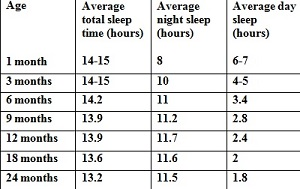 Age Average total sleep time (hours) Average night sleep (hours) Average day sleep (hours)
1 month 14-15 8 6-7
3 months 14-15 10 4-5
6 months 14.2 11 3.4
9 months 13.9 11.2 2.8
12 months 13.9 11.7 2.4
18 months 13.6 11.6 2
24 months 13.2 11.5 1.8